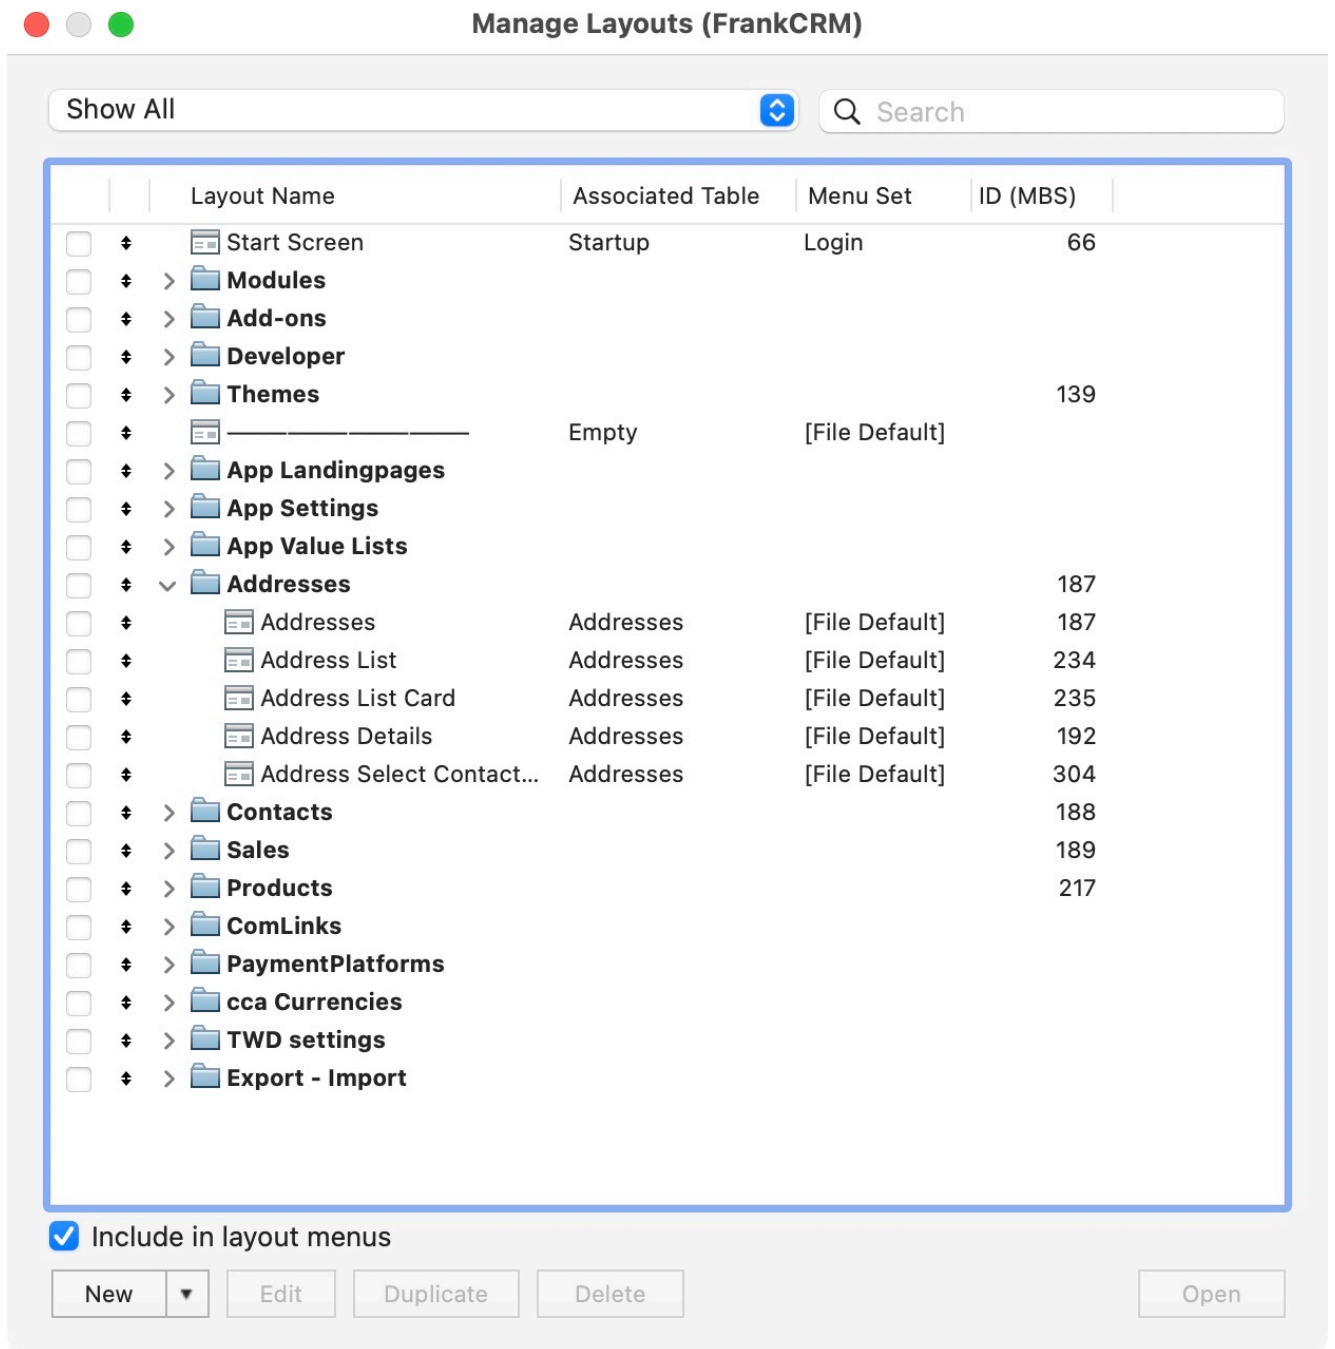 Manage Layouts (FrankCRM)
Show All Search
Layout Name Associated Table Menu Set ID (MBS)
Start Screen Startup Login 66
Modules
Add-ons
Developer
Themes 139
———————— Empty [File Default]
App Landingpages
App Settings
App Value Lists
Addresses 187
Addresses Addresses [File Default] 187
Address List Addresses [File Default] 234
Address List Card Addresses [File Default] 235
Address Details Addresses [File Default] 192
Address Select Contact... Addresses [File Default] 304
Contacts 188
Sales 189
Products 217
ComLinks
PaymentPlatforms
cca Currencies
TWD settings
Export - Import
Include in layout menus
New Edit Duplicate Delete Open